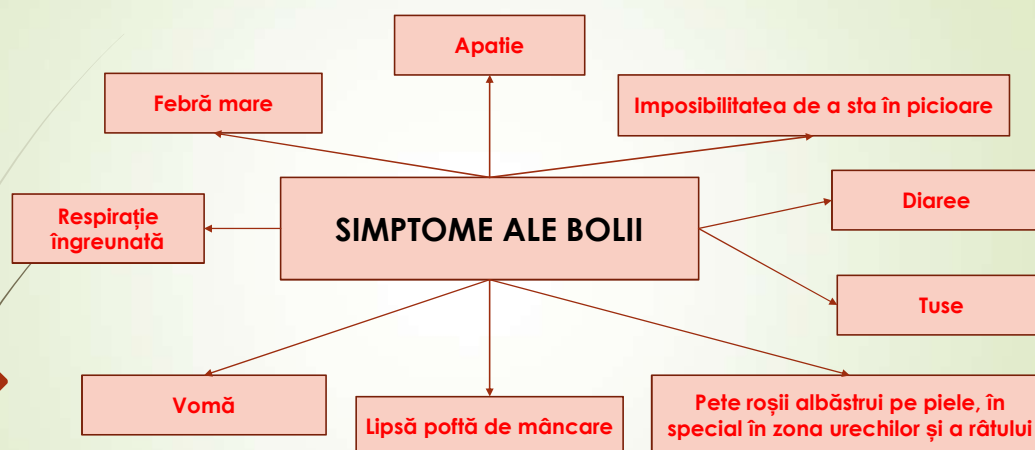 Apatie
Febră mare
Imposibilitatea de a sta în picioare
Respirație
îngreunată
SIMPTOME ALE BOLII
Diaree
Tuse
Vomă
Lipsă poftă de mâncare
Pete roșii albăstrui pe piele, în
special în zona urechilor și a râtului